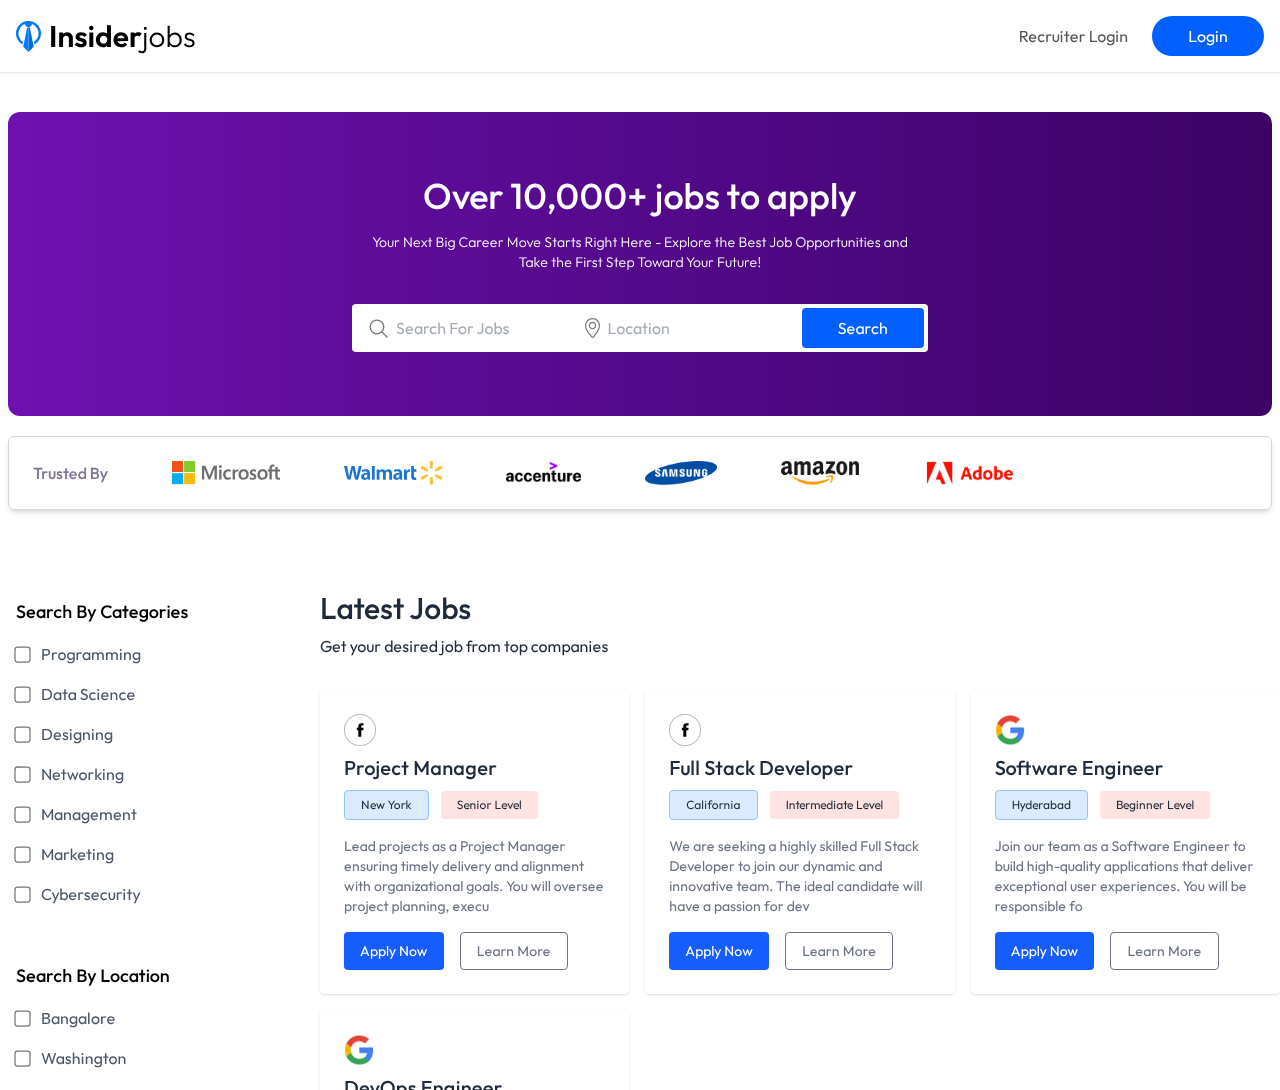 Insiderjobs
Recruiter Login
Login
Over 10,000+ jobs to apply
Your Next Big Career Move Starts Right Here - Explore the Best Job Opportunities and
Take the First Step Toward Your Future!
Search For Jobs
Location
Search
Trusted By
Microsoft
Walmart
accenture
SAMSUNG
amazon
Adobe
Search By Categories
Programming
Data Science
Designing
Networking
Management
Marketing
Cybersecurity
Search By Location
Bangalore
Washington
Latest Jobs
Get your desired job from top companies
Project Manager
New York
Senior Level
Lead projects as a Project Manager
ensuring timely delivery and alignment
with organizational goals. You will oversee
project planning, execu
Apply Now
Learn More
Full Stack Developer
California
Intermediate Level
We are seeking a highly skilled Full Stack
Developer to join our dynamic and
innovative team. The ideal candidate will
have a passion for dev
Apply Now
Learn More
Software Engineer
Hyderabad
Beginner Level
Join our team as a Software Engineer to
build high-quality applications that deliver
exceptional user experiences. You will be
responsible fo
Apply Now
Learn More
DevOps Engineer